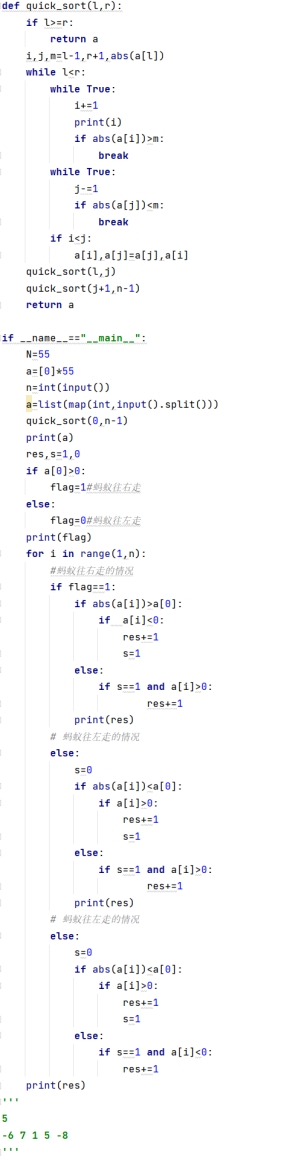 def quick_sort(l,r):
    if l>=r:
        return a
    i,j,m=l-1,r+1,abs(a[l])
    while l<r:
        while True:
            i+=1
            print(i)
            if abs(a[i])>m:
                break
        while True:
            j-=1
            if abs(a[j])<m:
                break
        if i<j:
            a[i],a[j]=a[j],a[i]
    quick_sort(l,j)
    quick_sort(j+1,n-1)
    return a
if __name__=="__main__":
    N=55
    a=[0]*55
    n=int(input())
    a=list(map(int,input().split()))
    quick_sort(0,n-1)
    print(a)
    res,s=1,0
    if a[0]>0:
        flag=1#蚂蚁往右走
    else:
        flag=0#蚂蚁往左走
    print(flag)
    for i in range(1,n):
        #蚂蚁往右走的情况
        if flag==1:
            if abs(a[i])>a[0]:
                if  a[i]<0:
                    res+=1
                    s=1
            else:
                if s==1 and a[i]>0:
                        res+=1
            print(res)
        # 蚂蚁往左走的情况
        else:
            s=0
            if abs(a[i])<a[0]:
                if a[i]>0:
                    res+=1
                    s=1
            else:
                if s==1 and a[i]>0:
                        res+=1
            print(res)
        # 蚂蚁往左走的情况
        else:
            s=0
            if abs(a[i])<a[0]:
                if a[i]>0:
                    res+=1
                    s=1
            else:
                if s==1 and a[i]<0:
                    res+=1
    print(res)
'''
5
-6 7 1 5 -8
'''